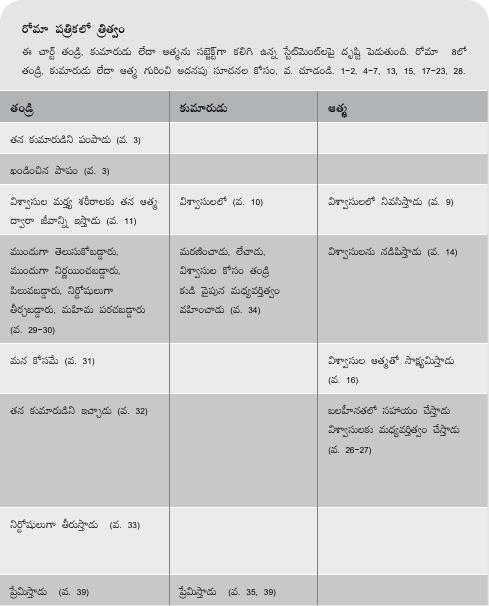 రోమా పత్రికలో త్రిత్వం
ఈ చార్ట్ తండ్రి, కుమారుడు లేదా ఆత్మను సబ్జెక్ట్‌గా కలిగి ఉన్న స్టేట్‌మెంట్‌లపై దృష్టి పెడుతుంది. రోమా 8లో
తండ్రి, కుమారుడు లేదా ఆత్మ గురించి అదనపు సూచనల కోసం, వ. చూడండి. 1–2, 4–7, 13, 15, 17–23, 28.
తండ్రి కుమారుడు ఆత్మ
తన కుమారుడిని పంపాడు (వ. 3)
ఖండించిన పాపం (వ. 3)
విశ్వాసుల మర్త్య శరీరాలకు తన ఆత్మ
ద్వారా జీవాన్ని ఇస్తాడు (వ. 11)
విశ్వాసులలో (వ. 10)
విశ్వాసులలో నివసిస్తాడు (వ. 9)
ముందుగా తెలుసుకోబడ్డారు,
ముందుగా నిర్ణయించబడ్డారు,
పిలువబడ్డారు, నిర్దోషులుగా
తీర్చబడ్డారు, మహిమ పరచబడ్డారు
(వ. 29–30)
మరణించాడు, లేచాడు,
విశ్వాసుల కోసం తండ్రి
కుడి వైపున మధ్యవర్తిత్వం
వహించాడు (వ. 34)
విశ్వాసులను నడిపిస్తాడు (వ. 14)
మన కోసమే (వ. 31)
విశ్వాసుల ఆత్మతో సాక్ష్యమిస్తాడు
(వ. 16)
తన కుమారుడిని ఇచ్చాడు (వ. 32)
బలహీనతలో సహాయం చేస్తాడు
విశ్వాసులకు మధ్యవర్తిత్వం చేస్తాడు
(వ. 26–27)
నిర్దోషులుగా తీరుస్తాడు (వ. 33)
ప్రేమిస్తాడు (వ. 39)
ప్రేమిస్తాడు (వ. 35, 39)